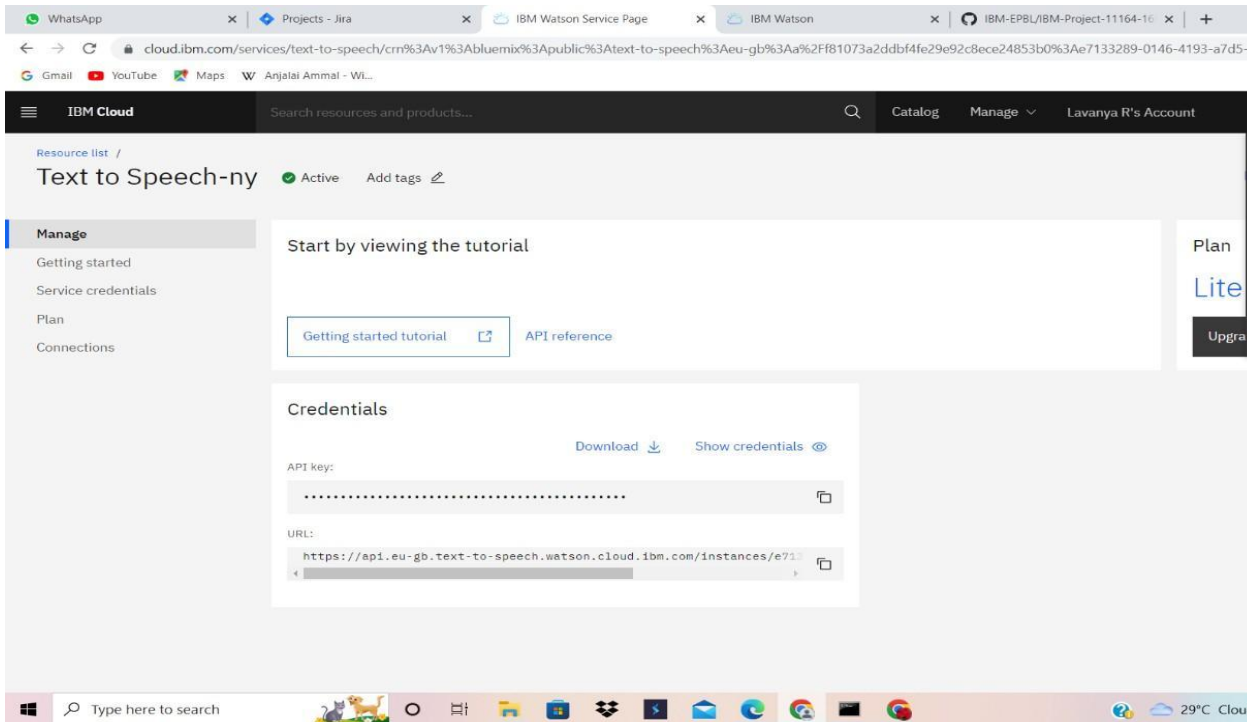 WhatsApp
Projects - Jira
IBM Watson Service Page
IBM Watson
IBM-EPBL/IBM-Project-11164-16
cloud.ibm.com/services/text-to-speech/crn%3Av1%3Abluemix%3Apublic%3Atext-to-speech%3Aeu-gb%3Aa%2Ff81073a2ddbf4fe29e92c8ece24853b0%3Ae7133289-0146-4193-a7d5-
Gmail YouTube Maps W Anjalai Ammal - Wi...
IBM Cloud Search resources and products... Catalog Manage Lavanya R's Account
Resource list /
Text to Speech-ny Active Add tags
Manage
Getting started
Service credentials
Plan
Connections
Start by viewing the tutorial
Getting started tutorial API reference
Plan
Lite
Upgra
Credentials
Download Show credentials
API key:
••••••••••••••••••••••••••••••••••••••••••••
URL:
https://api.eu-gb.text-to-speech.watson.cloud.ibm.com/instances/e713
Type here to search 29°C Clou